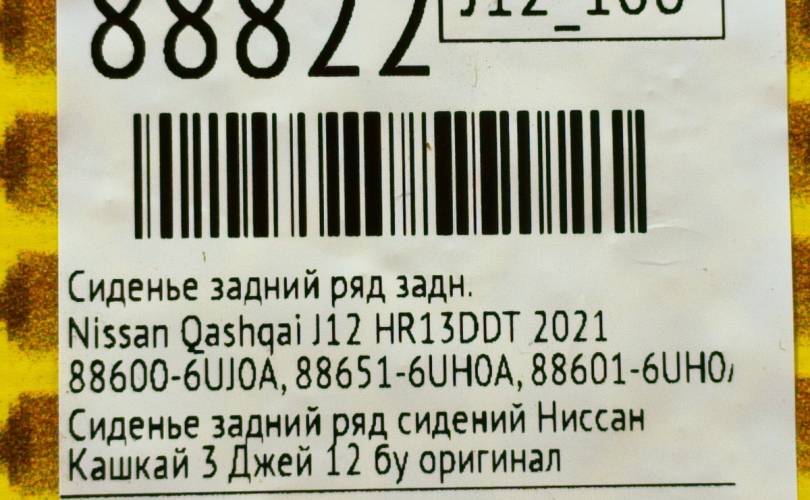 88822
J12_160
Сиденье задний ряд задн.
Nissan Qashqai J12 HR13DDT 2021
88600-6UJ0A, 88651-6UH0A, 88601-6UH0
Сиденье задний ряд сидений Ниссан
Кашкай 3 Джей 12 бу оригинал